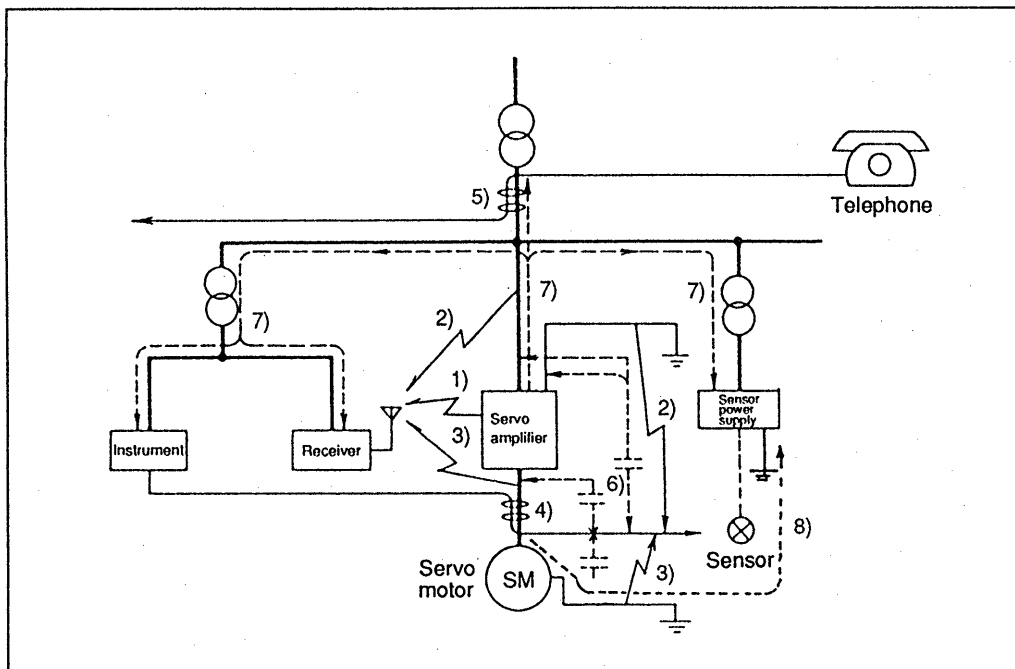 5)
Telephone
7)
7)
7)
2)
1)
2)
3)
Servo
amplilier
Sensor
power
supply
Instrument
Receiver
6)
4)
8)
Sensor
3)
Servo
motor
SM